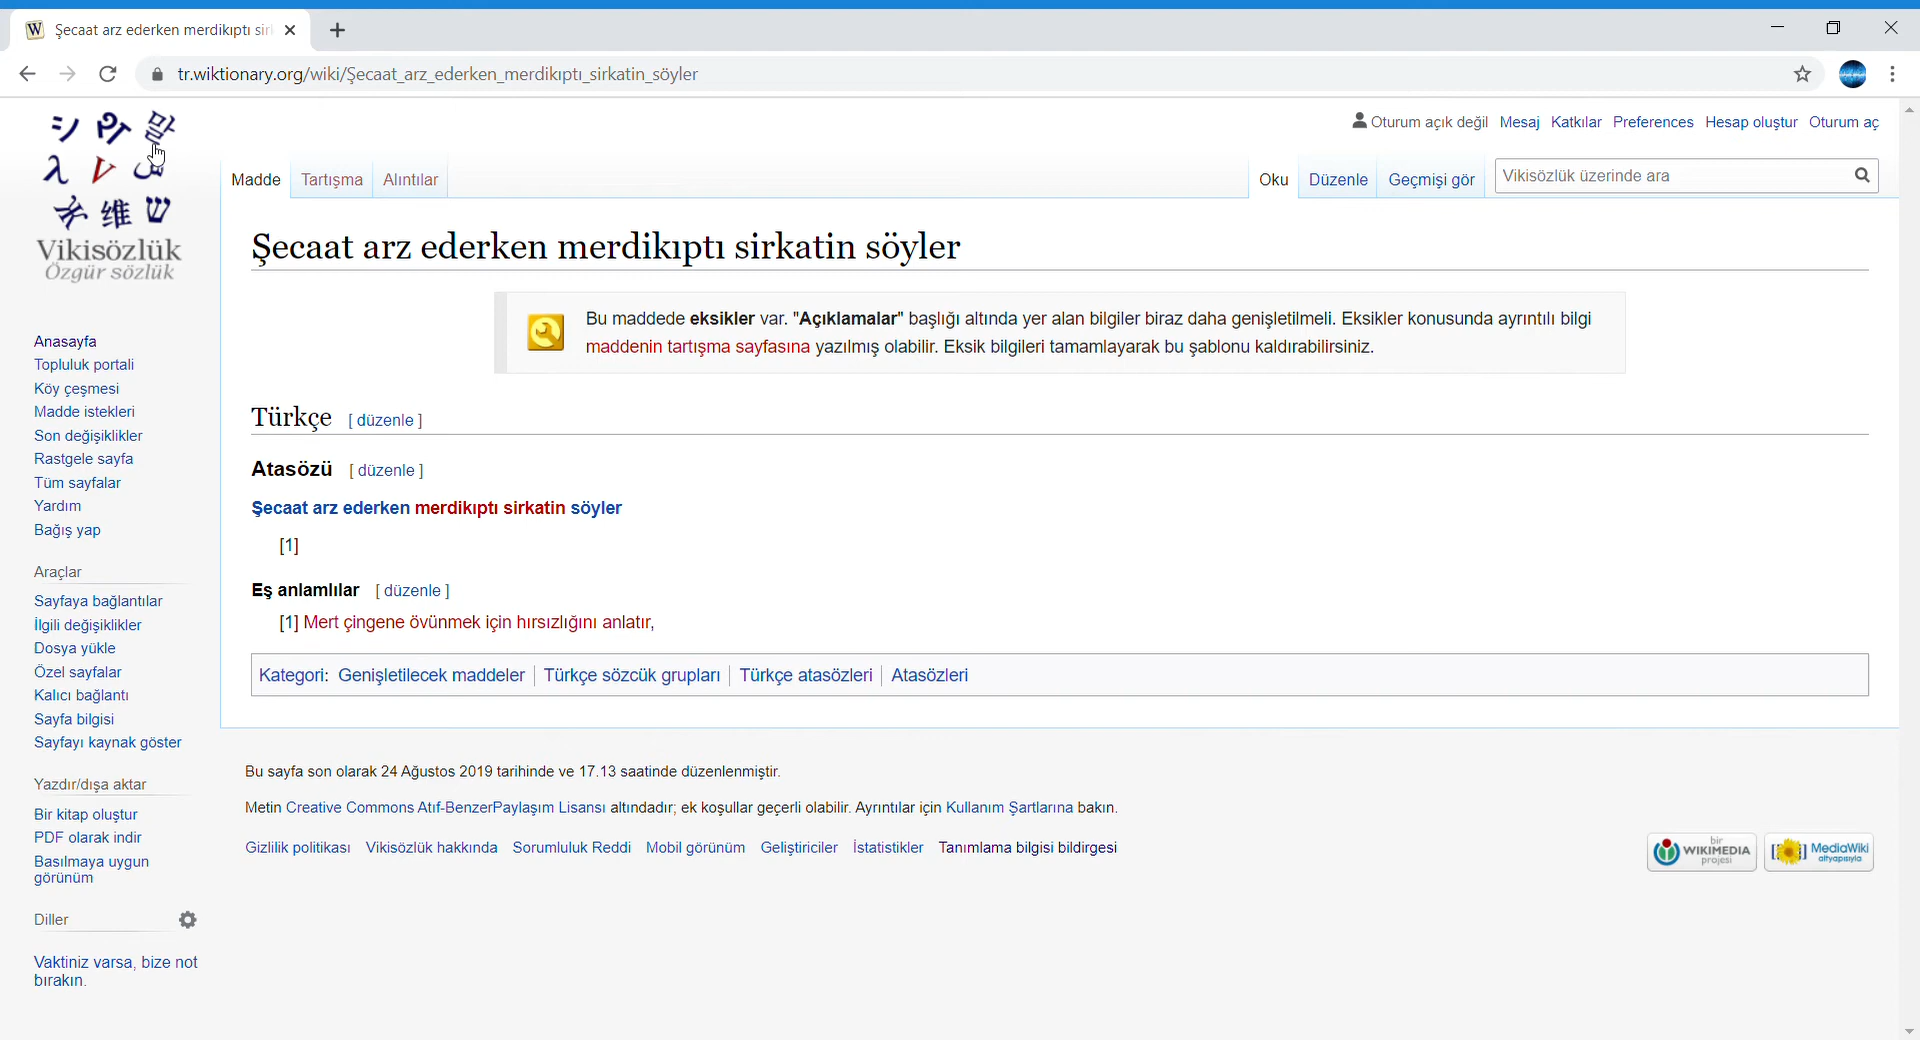 Şecaat arz ederken merdikıptı sir
tr.wiktionary.org/wiki/Şecaat_arz_ederken_merdikıptı_sirkatin_söyler
Vikisözlük
Özgür sözlük
Oturum açık değil Mesaj Katkılar Preferences Hesap oluştur Oturum aç
Madde Tartışma Alıntılar Oku Düzenle Geçmişi gör Vikisözlük üzerinde ara
Şecaat arz ederken merdikıptı sirkatin söyler
Bu maddede eksikler var. "Açıklamalar" başlığı altında yer alan bilgiler biraz daha genişletilmeli. Eksikler konusunda ayrıntılı bilgi
maddenin tartışma sayfasına yazılmış olabilir. Eksik bilgileri tamamlayarak bu şablonu kaldırabilirsiniz.
Türkçe [ düzenle ]
Atasözü [ düzenle ]
Şecaat arz ederken merdikıptı sirkatin söyler
[1]
Eş anlamlılar [ düzenle ]
[1] Mert çingene övünmek için hırsızlığını anlatır,
Kategori: Genişletilecek maddeler Türkçe sözcük grupları Türkçe atasözleri Atasözleri
Anasayfa
Topluluk portali
Köy çeşmesi
Madde istekleri
Son değişiklikler
Rastgele sayfa
Tüm sayfalar
Yardım
Bağış yap
Araçlar
Sayfaya bağlantılar
İlgili değişiklikler
Dosya yükle
Özel sayfalar
Kalıcı bağlantı
Sayfa bilgisi
Sayfayı kaynak göster
Yazdır/dışa aktar
Bir kitap oluştur
PDF olarak indir
Basılmaya uygun
görünüm
Diller
Vaktiniz varsa, bize not
bırakın.
Bu sayfa son olarak 24 Ağustos 2019 tarihinde ve 17.13 saatinde düzenlenmiştir.
Metin Creative Commons Atıf-BenzerPaylaşım Lisansı altındadır; ek koşullar geçerli olabilir. Ayrıntılar için Kullanım Şartlarına bakın.
Gizlilik politikası Vikisözlük hakkında Sorumluluk Reddi Mobil görünüm Geliştiriciler İstatistikler Tanımlama bilgisi bildirgesi
bir
WIKIMEDIA
projesi
MediaWiki
altyapısıyla